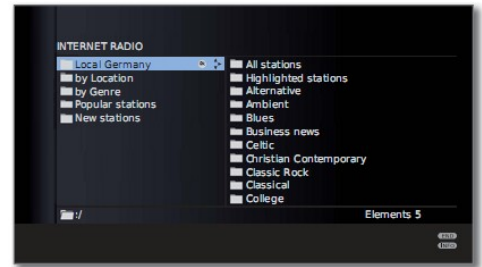 INTERNET RADIO
Local Germany
by Location
by Genre
Popular stations
New stations
All stations
Highlighted stations
Alternative
Ambient
Blues
Business news
Celtic
Christian Contemporary
Classic Rock
Classical
College
:/
Elements 5
END